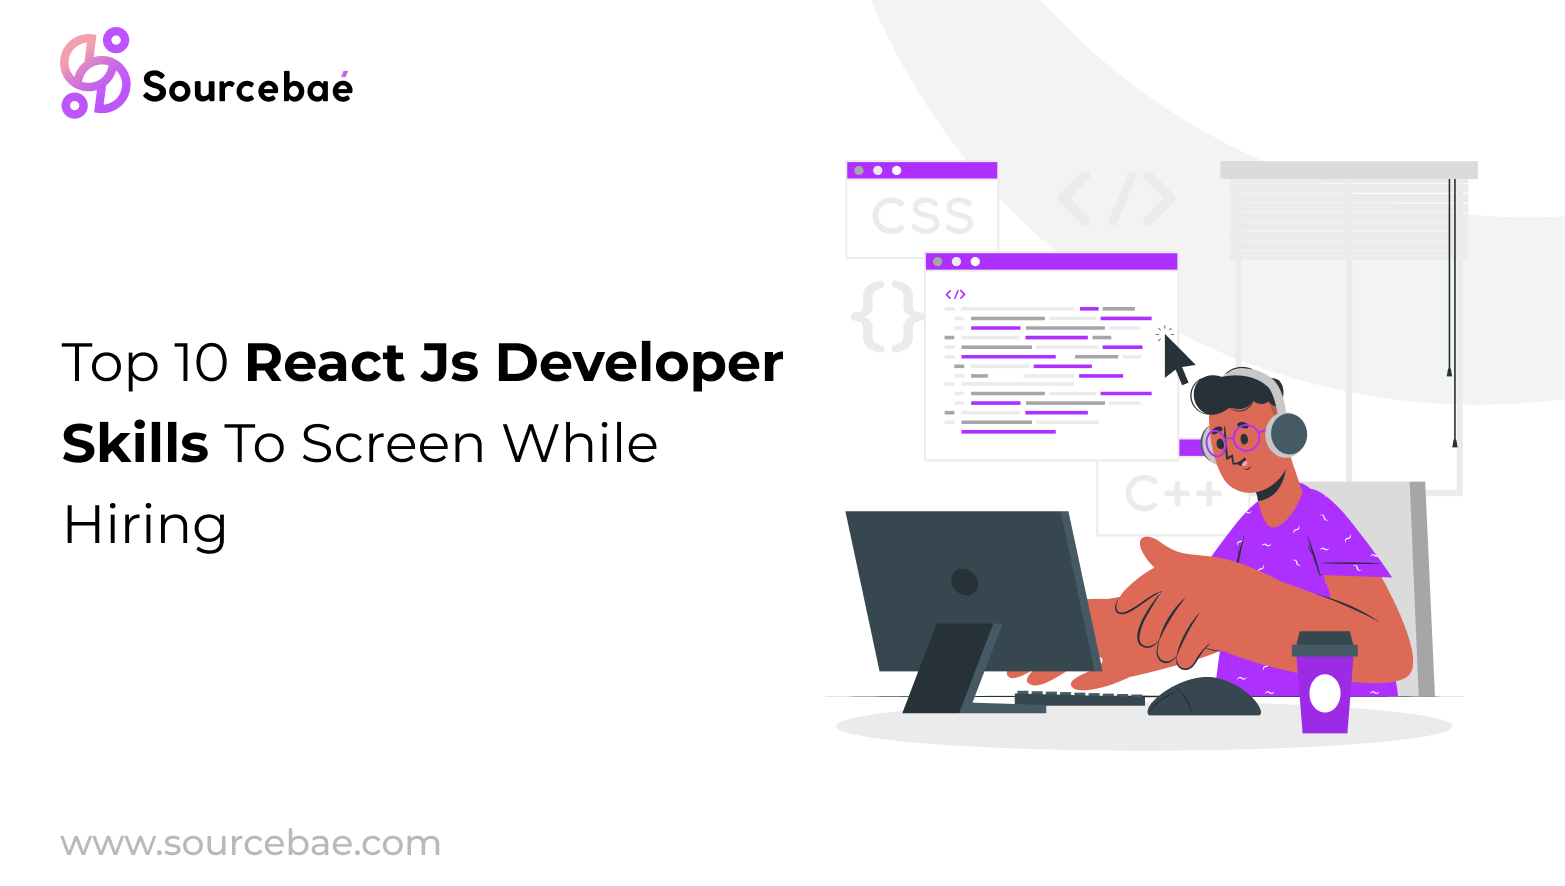 Sourcebaé
Top 10 React Js Developer
Skills To Screen While
Hiring
CSS
</>
{}
</>
C++
www.sourcebae.com